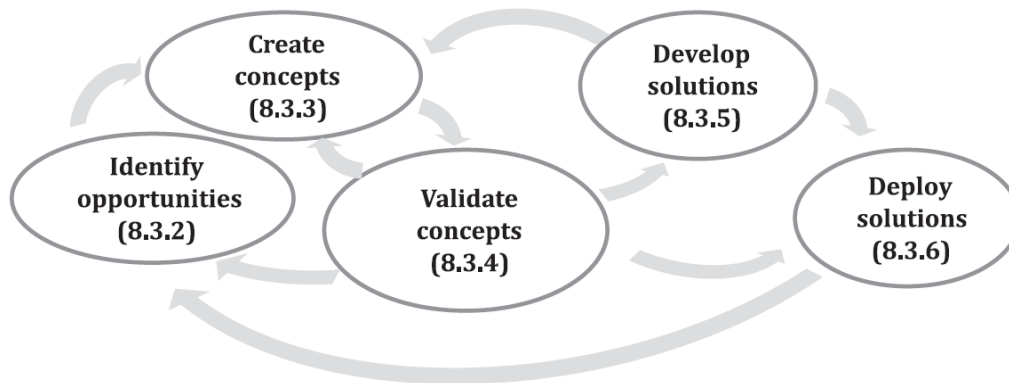 Create
concepts
(8.3.3)
Develop
solutions
(8.3.5)
Identify
opportunities
(8.3.2)
Validate
concepts
(8.3.4)
Deploy
solutions
(8.3.6)